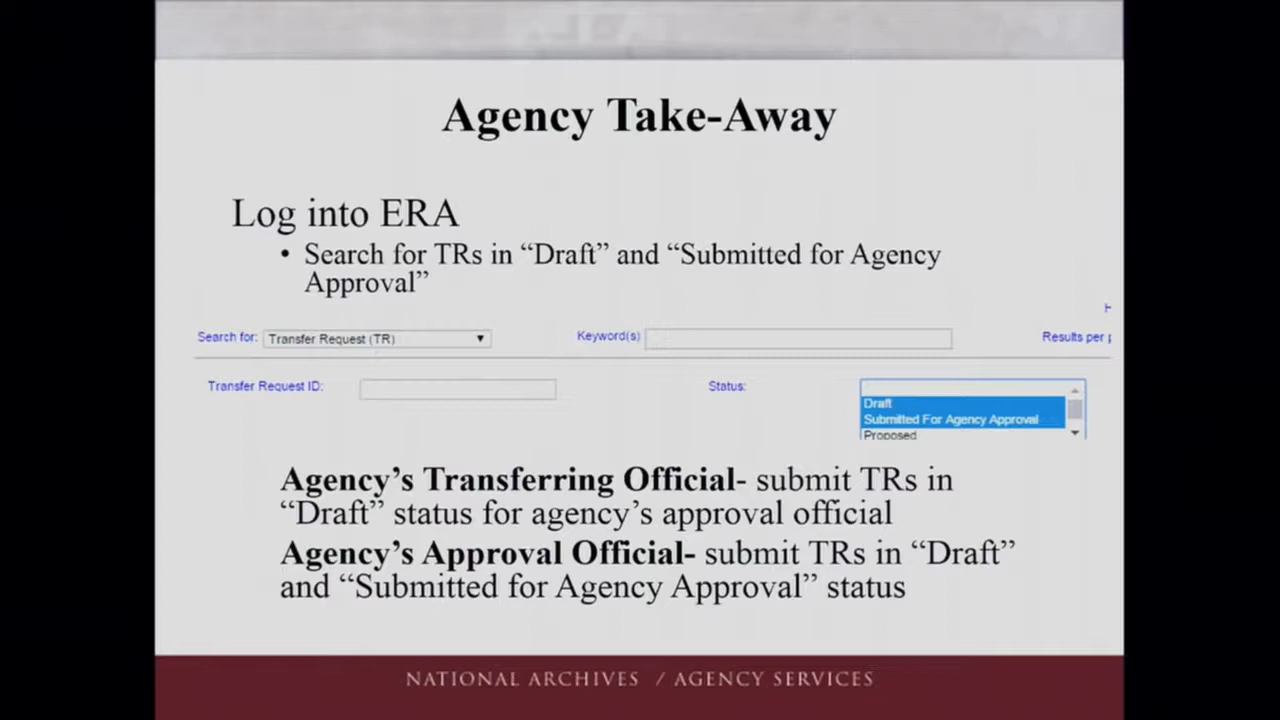 Agency Take-Away
Log into ERA
• Search for TRs in “Draft” and “Submitted for Agency
Approval”
Search for: Transfer Request (TR) Keyword(s) Results per
Transfer Request ID: Status:
Draft
Submitted For Agency Approval
Proposed
Agency’s Transferring Official- submit TRs in
“Draft” status for agency’s approval official
Agency’s Approval Official- submit TRs in “Draft”
and “Submitted for Agency Approval” status
NATIONAL ARCHIVES / AGENCY SERVICES